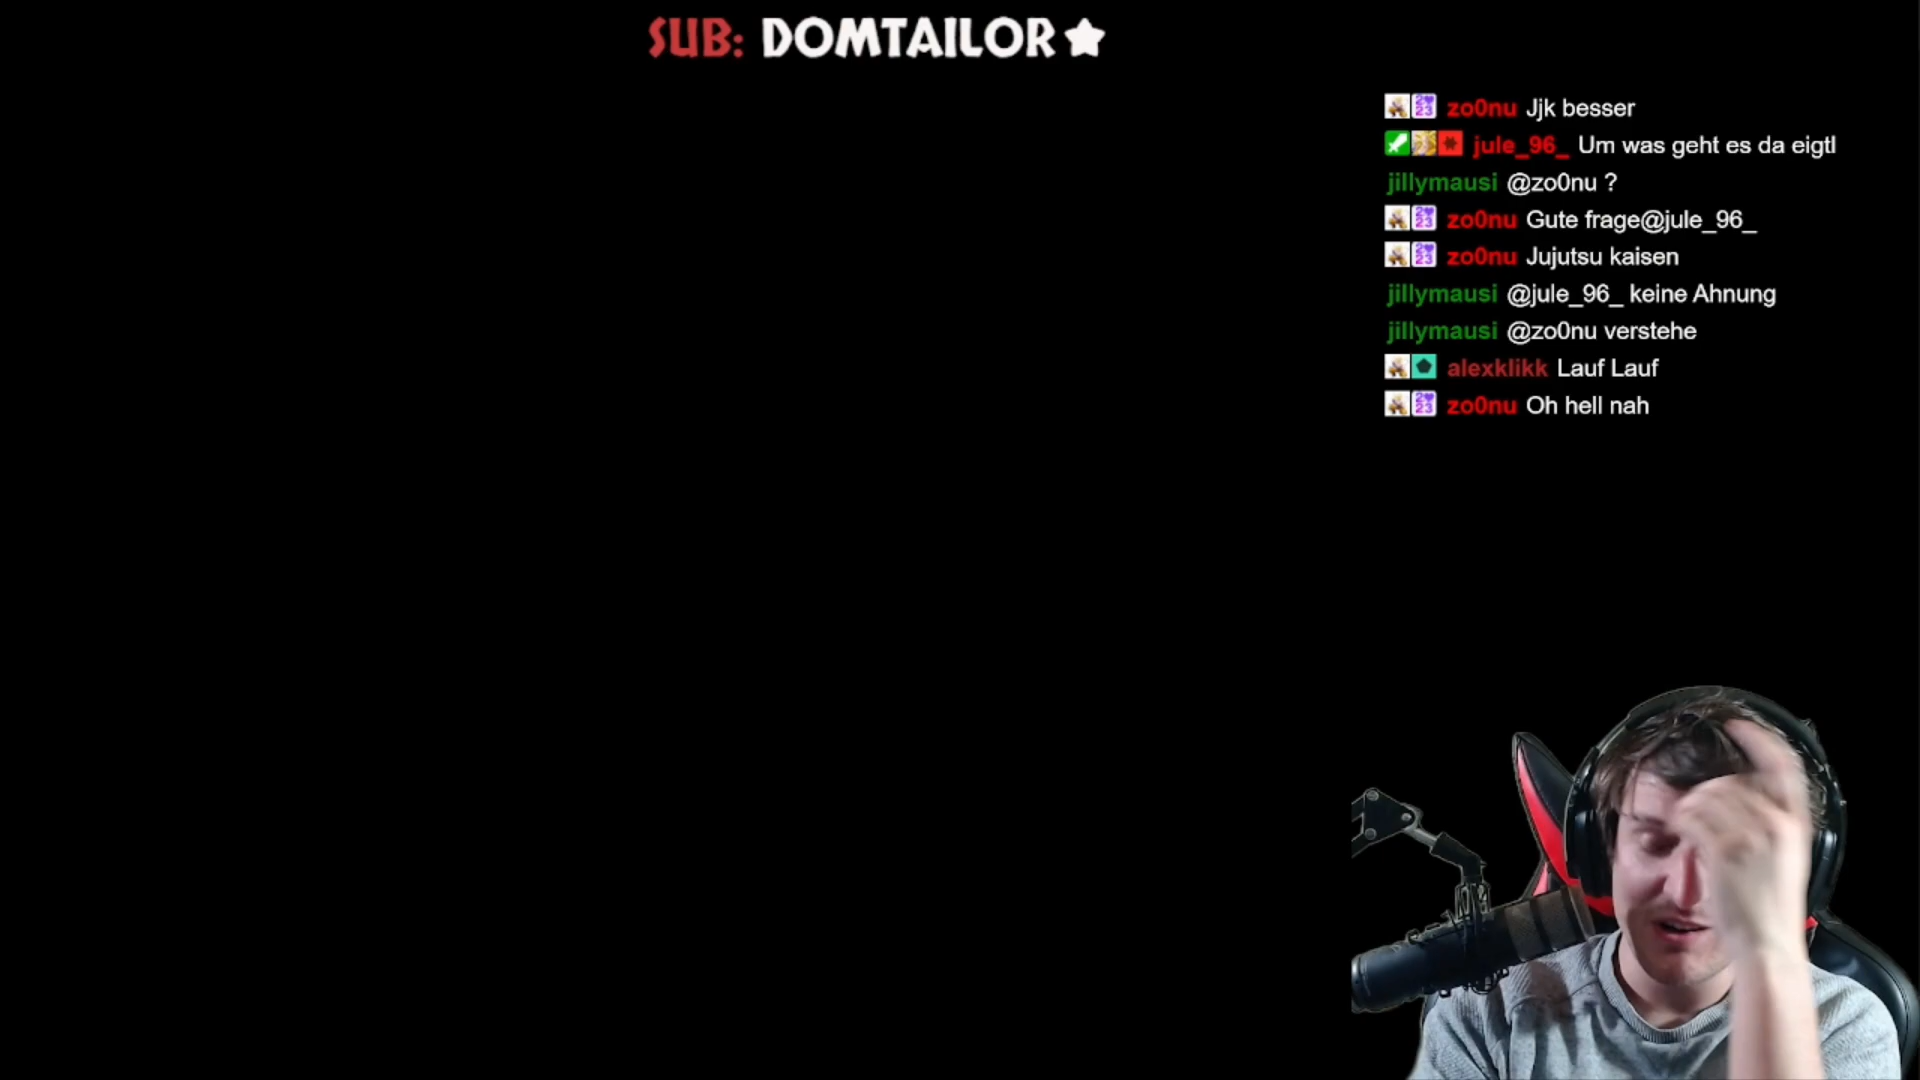 SUB: DOMTAILOR
zo0nu Jjk besser
jule_96_ Um was geht es da eigtl
jillymausi @zo0nu ?
zo0nu Gute frage@jule_96_
zo0nu Jujutsu kaisen
jillymausi @jule_96_ keine Ahnung
jillymausi @zo0nu verstehe
alexklikk Lauf Lauf
zo0nu Oh hell nah